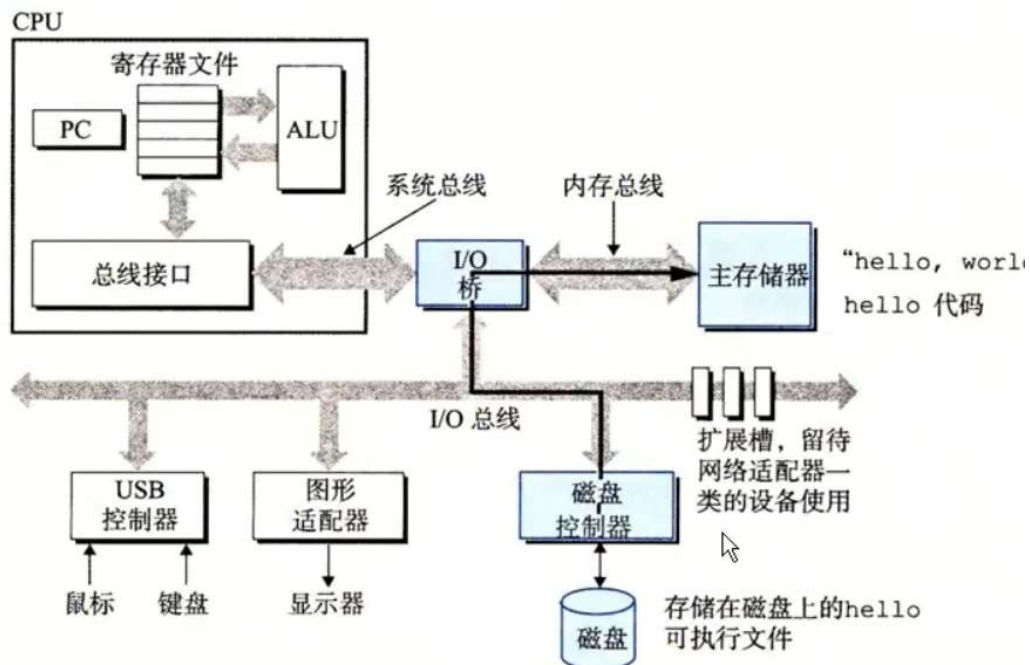 CPU
寄存器文件
PC
ALU
系统总线
内存总线
总线接口
I/O
桥
主存储器
“hello, world
hello 代码
I/O 总线
扩展槽，留待
网络适配器一
类的设备使用
USB
控制器
图形
适配器
磁盘
控制器
鼠标
键盘
显示器
磁盘
存储在磁盘上的hello
可执行文件